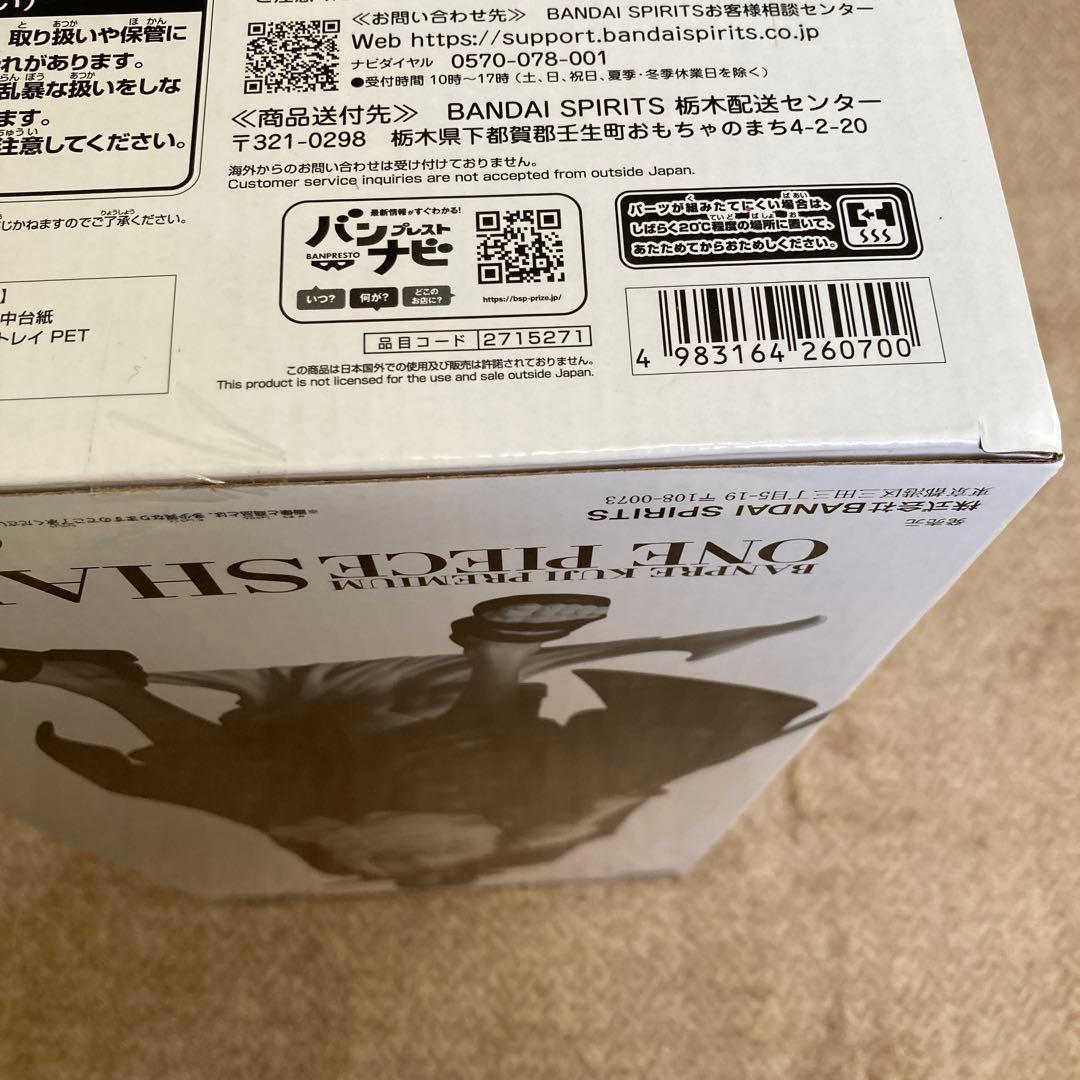 取り扱いや保管に
れがあります。
乱暴な扱いをしな
ます。
注意してください。
じかねますのでご了承ください。
】
中台紙
トレイ PET
≪お問い合わせ先≫ BANDAI SPIRITSお客様相談センター
Web https://support.bandaispirits.co.jp
ナビダイヤル 0570-078-001
●受付時間 10時〜17時(土、日、祝日、夏季・冬季休業日を除く)
≪商品送付先≫ BANDAI SPIRITS 栃木配送センター
〒321-0298 栃木県下都賀郡壬生町おもちゃのまち4-2-20
海外からのお問い合わせは受け付けておりません。
Customer service inquiries are not accepted from outside Japan.
最新情報がすぐわかる!
バンプレストナビ
BANPRESTO
いつ? 何が? どこのお店に?
https://bsp-prize.jp/
パーツが組みたてにくい場合は、
しばらく20℃程度の場所に置いて、
あたためてからおためしください。
品目コード 2715271
この商品は日本国外での使用及び販売は許諾されておりません。
This product is not licensed for the use and sale outside Japan.
4 983164 260700
発売元
株式会社BANDAI SPIRITS
東京都港区三田三丁目5-19 〒108-0073
BANPRE KUJI PREMIUM
ONE PIECE SHA